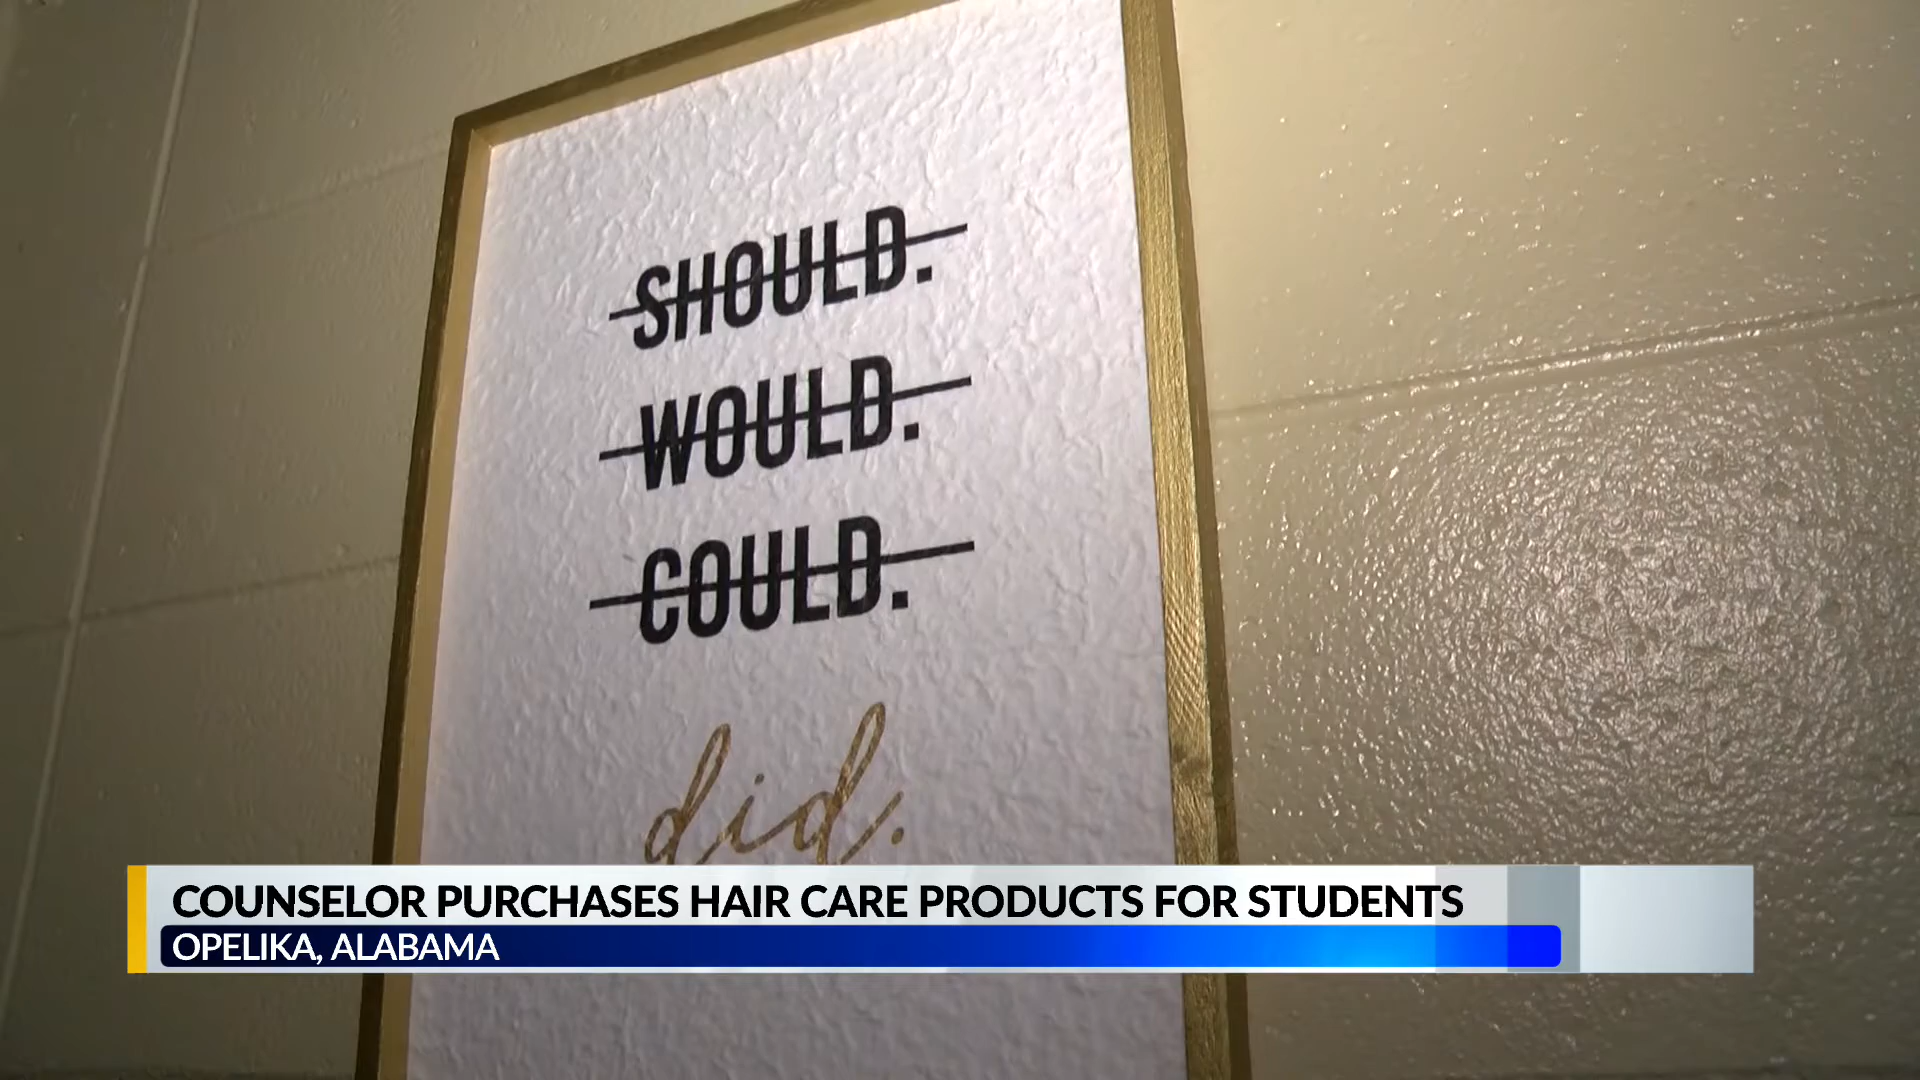 SHOULD.
WOULD.
COULD.
did.
COUNSELOR PURCHASES HAIR CARE PRODUCTS FOR STUDENTS
OPELIKA, ALABAMA